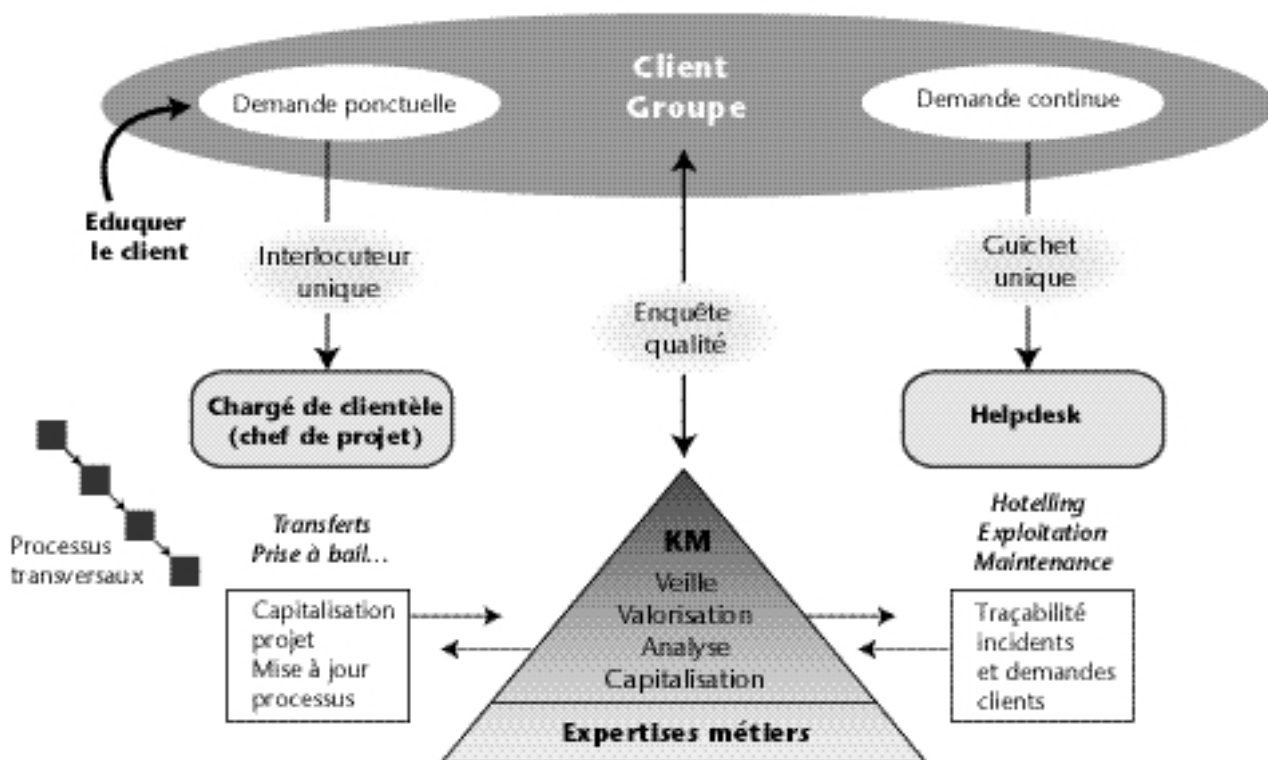 Client
Groupe
Demande ponctuelle
Demande continue
Eduquer
le client
Interlocuteur
unique
Enquête
qualité
Guichet
unique
Chargé de clientèle
(chef de projet)
Helpdesk
Processus
transversaux
Transferts
Prise à bail...
Capitalisation
projet
Mise à jour
processus
KM
Veille
Valorisation
Analyse
Capitalisation
Expertises métiers
Hotelling
Exploitation
Maintenance
Traçabilité
incidents
et demandes
clients